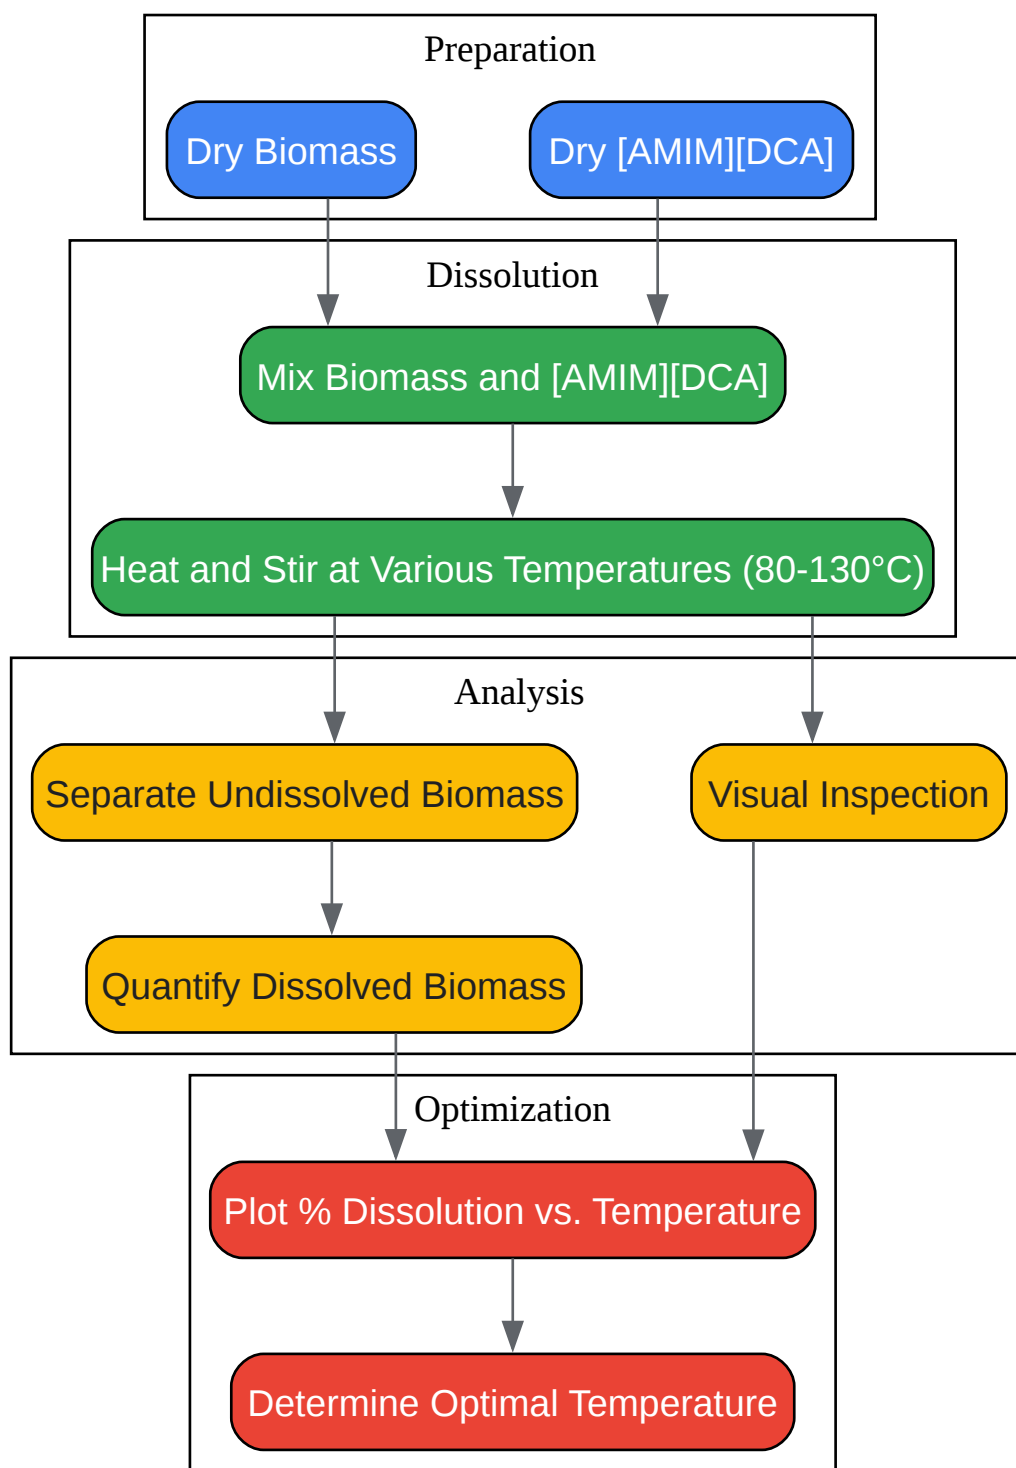 Preparation
Dry Biomass
Dry [AMIM][DCA]
Dissolution
Mix Biomass and [AMIM][DCA]
Heat and Stir at Various Temperatures (80-130°C)
Analysis
Separate Undissolved Biomass
Visual Inspection
Quantify Dissolved Biomass
Optimization
Plot % Dissolution vs. Temperature
Determine Optimal Temperature